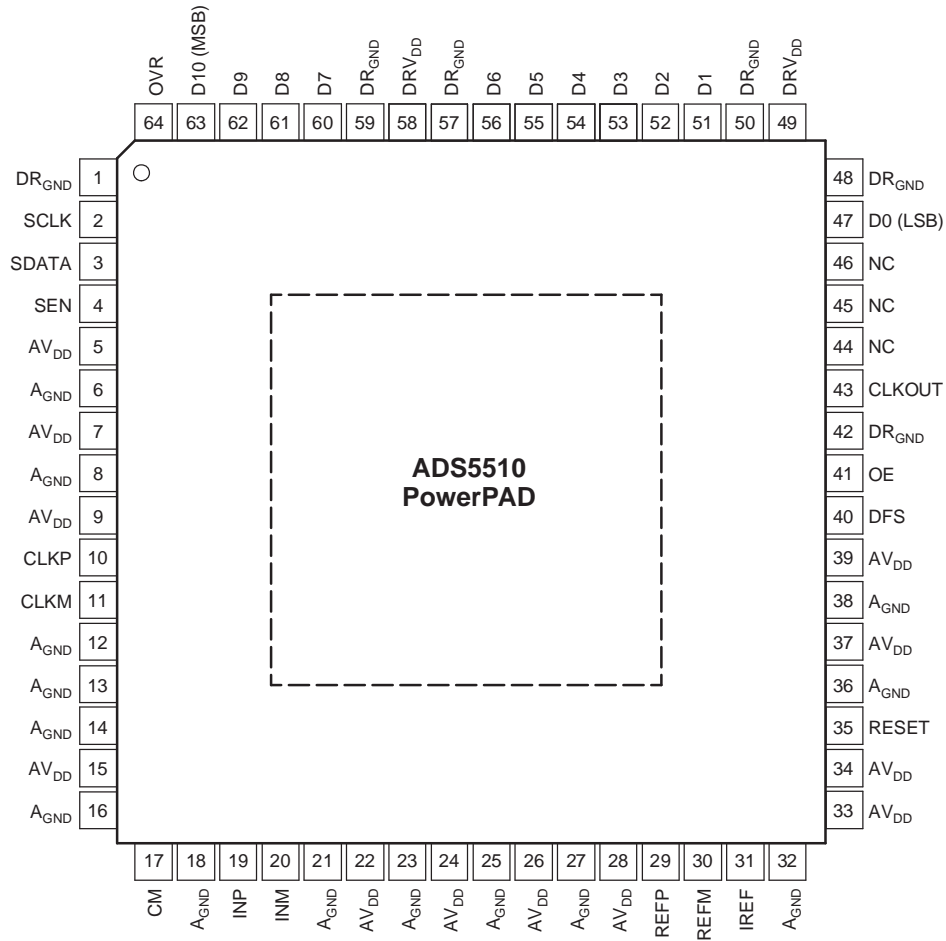 OVR D10 (MSB) D9 D8 D7 DRGND DRVDD DRGND D6 D5 D4 D3 D2 D1 DRGND DRVDD
64 63 62 61 60 59 58 57 56 55 54 53 52 51 50 49
DRGND 1 48 DRGND
SCLK 2 47 D0 (LSB)
SDATA 3 46 NC
SEN 4 45 NC
AVDD 5 44 NC
AGND 6 43 CLKOUT
AVDD 7 42 DRGND
AGND 8 41 OE
AVDD 9 40 DFS
CLKP 10 39 AVDD
CLKM 11 38 AGND
AGND 12 37 AVDD
AGND 13 36 AGND
AGND 14 35 RESET
AVDD 15 34 AVDD
AGND 16 33 AVDD
ADS5510
PowerPAD
17 18 19 20 21 22 23 24 25 26 27 28 29 30 31 32
CM AGND INP INM AGND AVDD AGND AVDD AGND AVDD AGND AVDD REFP REFM IREF AGND